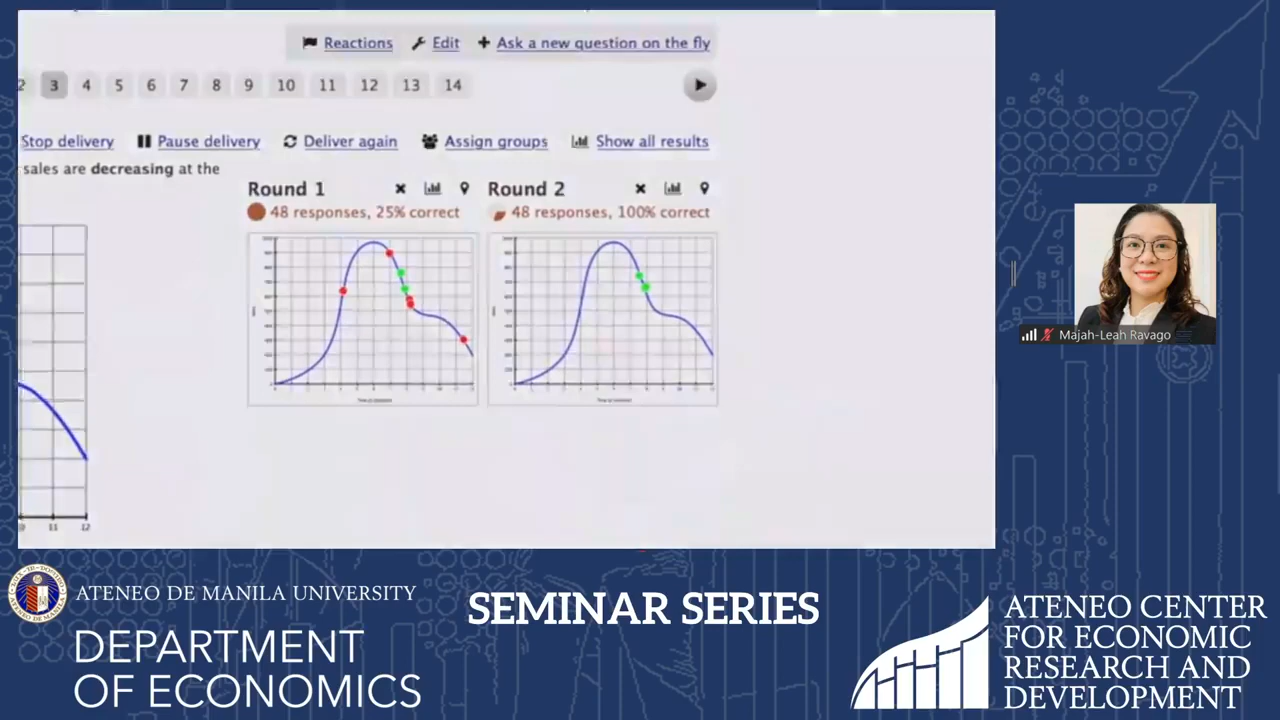 Reactions Edit Ask a new question on the fly
2 3 4 5 6 7 8 9 10 11 12 13 14
Stop delivery Pause delivery Deliver again Assign groups Show all results
sales are decreasing at the
Round 1
48 responses, 25% correct
Round 2
48 responses, 100% correct
11 12
Majah-Leah Ravago
ATENEO DE MANILA UNIVERSITY
DEPARTMENT
OF ECONOMICS
SEMINAR SERIES
ATENEO CENTER
FOR ECONOMIC
RESEARCH AND
DEVELOPMENT